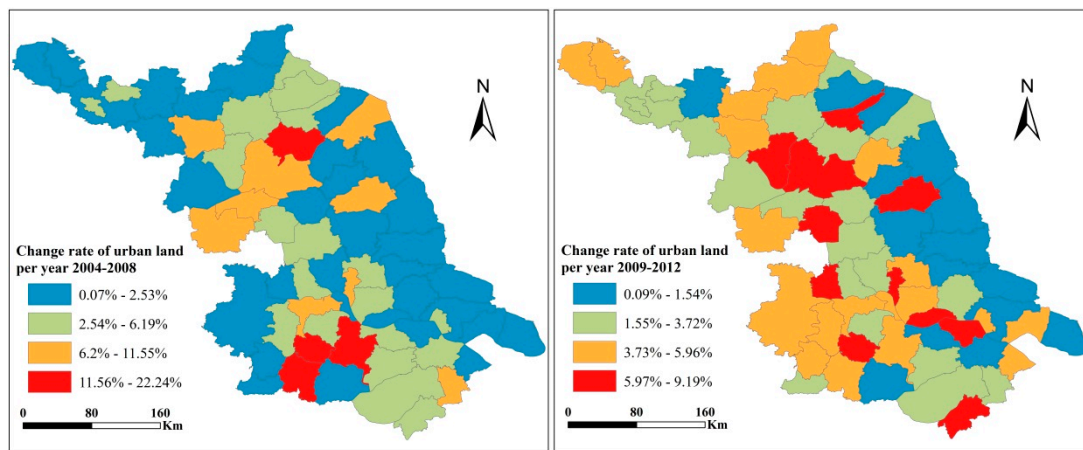 N
Change rate of urban land
per year 2004-2008
0.07% - 2.53%
2.54% - 6.19%
6.2% - 11.55%
11.56% - 22.24%
0 80 160
Km
N
Change rate of urban land
per year 2009-2012
0.09% - 1.54%
1.55% - 3.72%
3.73% - 5.96%
5.97% - 9.19%
0 80 160
Km